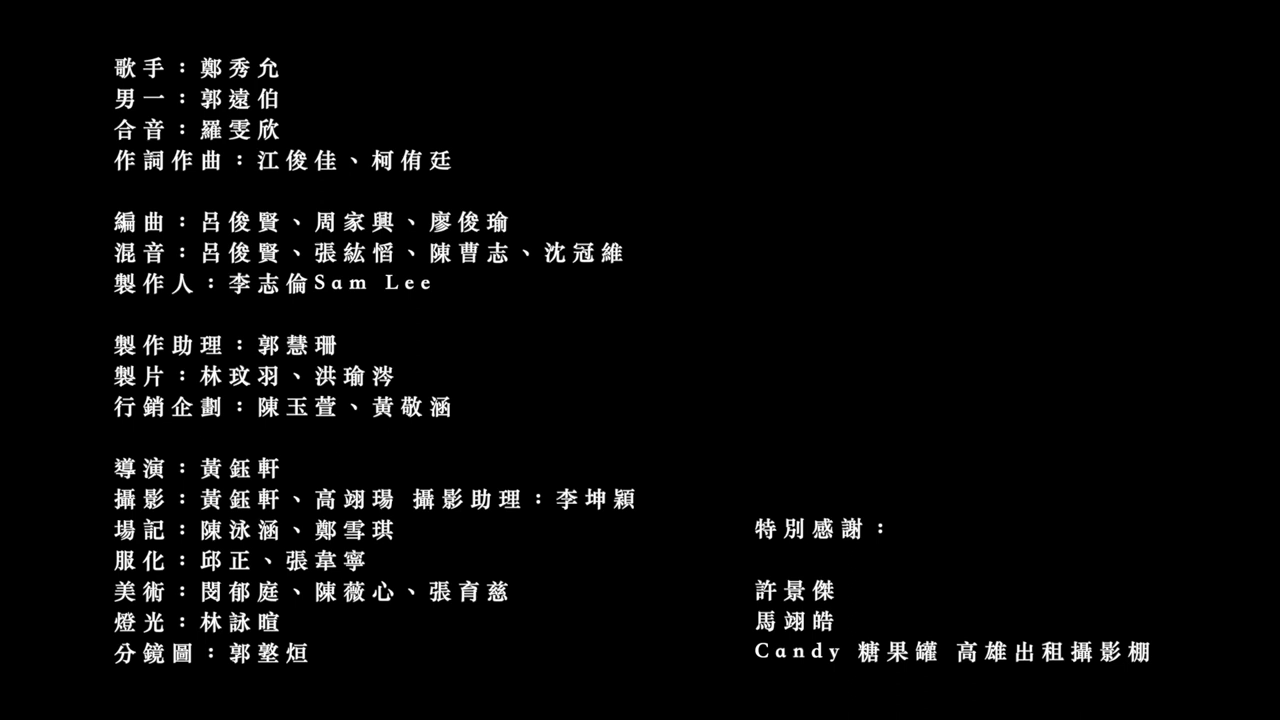 歌手：鄭秀允
男一：郭遠伯
合音：羅雯欣
作詞作曲：江俊佳、柯侑廷
編曲：呂俊賢、周家興、廖俊瑜
混音：呂俊賢、張紘慆、陳曹志、沈冠維
製作人：李志倫Sam Lee
製作助理：郭慧珊
製片：林玟羽、洪瑜涔
行銷企劃：陳玉萱、黃敬涵
導演：黃鈺軒
攝影：黃鈺軒、高翊瑒 攝影助理：李坤穎
場記：陳泳涵、鄭雪琪
服化：邱正、張韋寧
美術：閔郁庭、陳薇心、張育慈
燈光：林詠暄
分鏡圖：郭塹烜
特別感謝：
許景傑
馬翊皓
Candy 糖果罐 高雄出租攝影棚